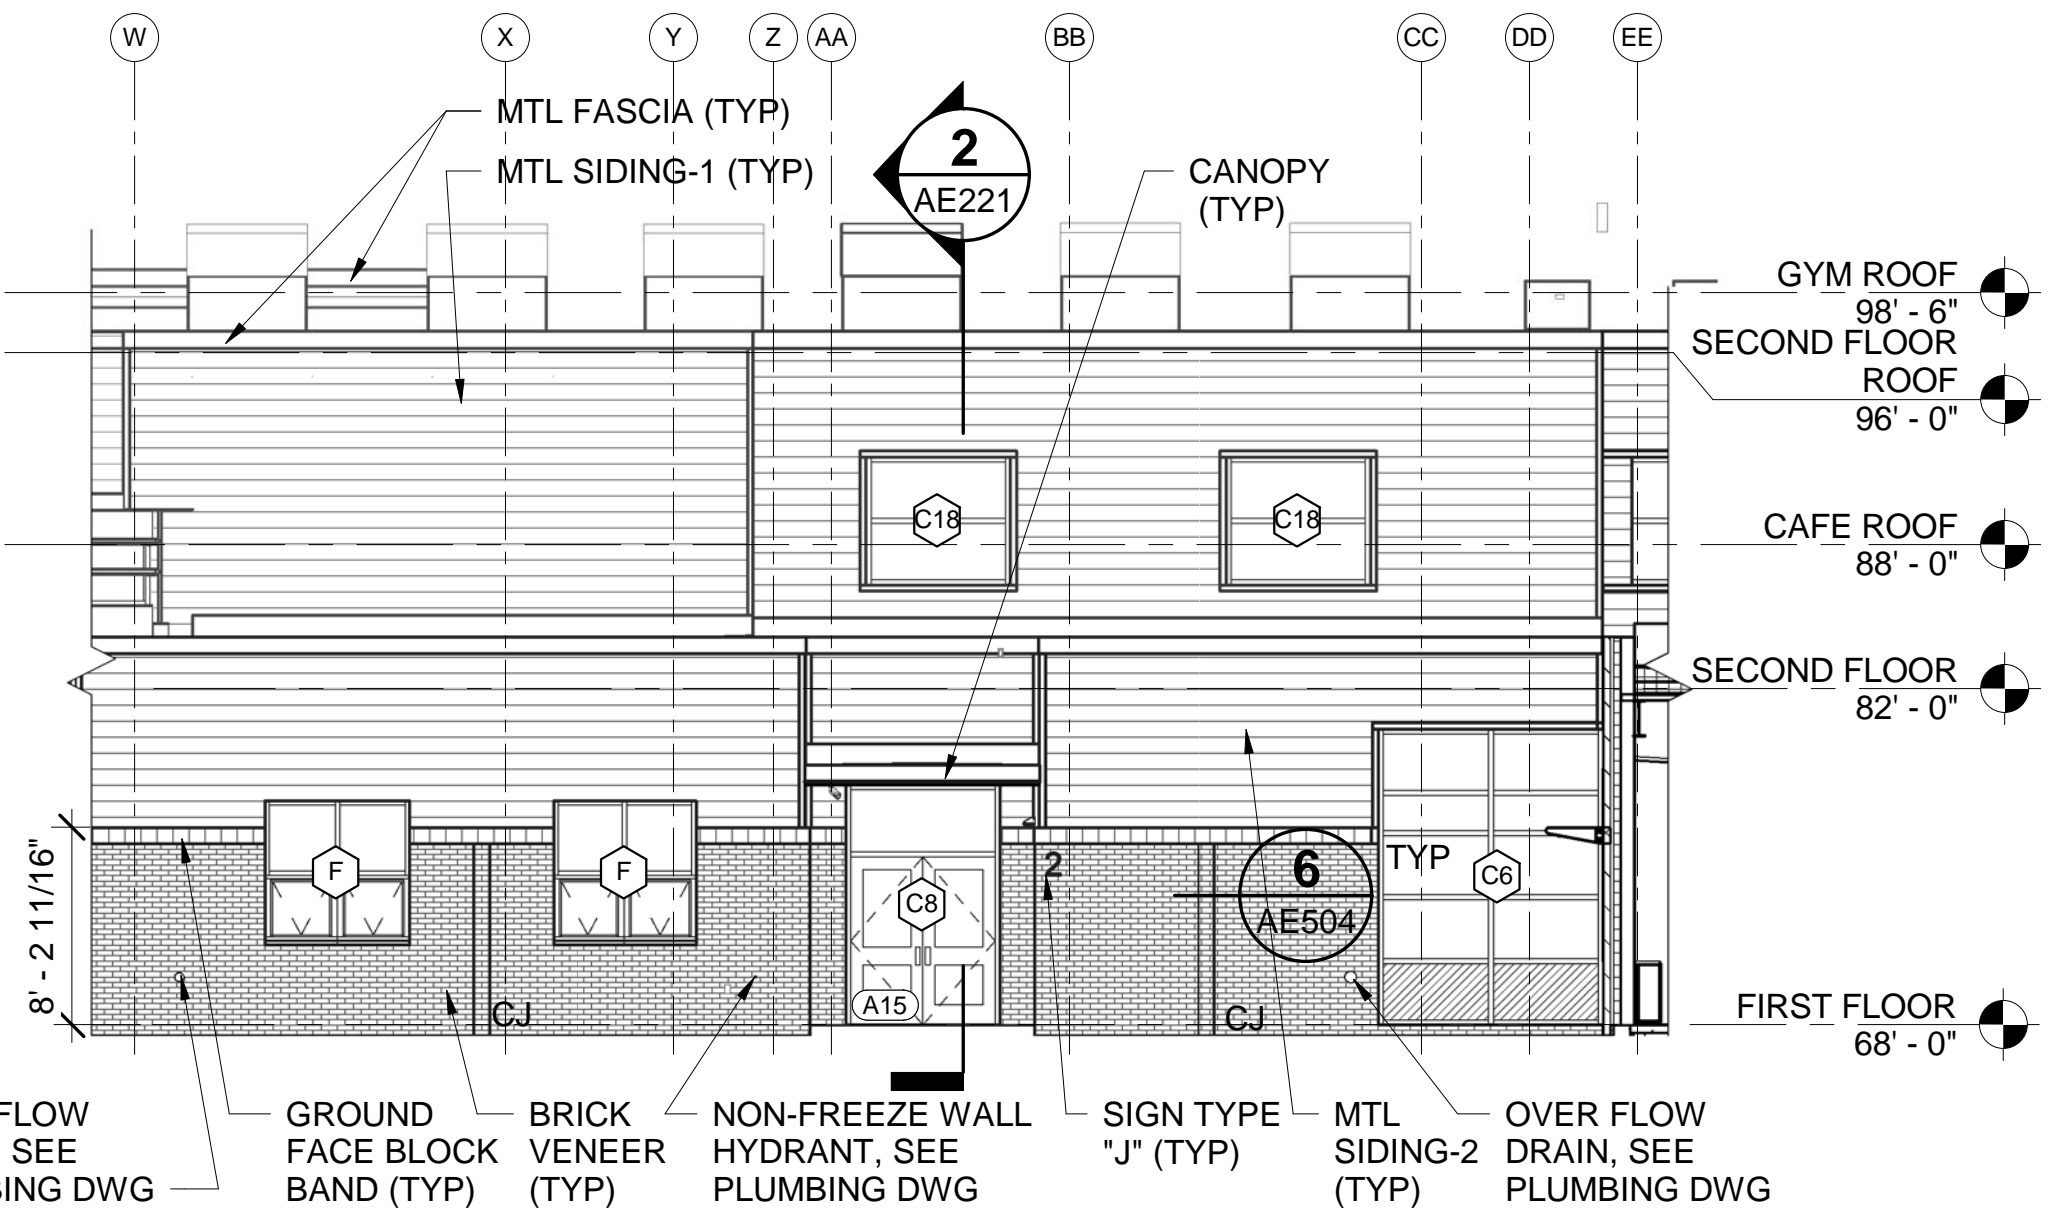 W X Y Z AA BB CC DD EE
MTL FASCIA (TYP)
MTL SIDING-1 (TYP)
2
AE221
CANOPY
(TYP)
GYM ROOF
98' - 6"
SECOND FLOOR
ROOF
96' - 0"
C18
C18
CAFE ROOF
88' - 0"
SECOND FLOOR
82' - 0"
8' - 2 11/16"
F
F
C8
A15
2
6
AE504
TYP
C6
CJ
CJ
FIRST FLOOR
68' - 0"
FLOW
SEE
ING DWG
GROUND
FACE BLOCK
BAND (TYP)
BRICK
VENEER
(TYP)
NON-FREEZE WALL
HYDRANT, SEE
PLUMBING DWG
SIGN TYPE
"J" (TYP)
MTL
SIDING-2
(TYP)
OVER FLOW
DRAIN, SEE
PLUMBING DWG